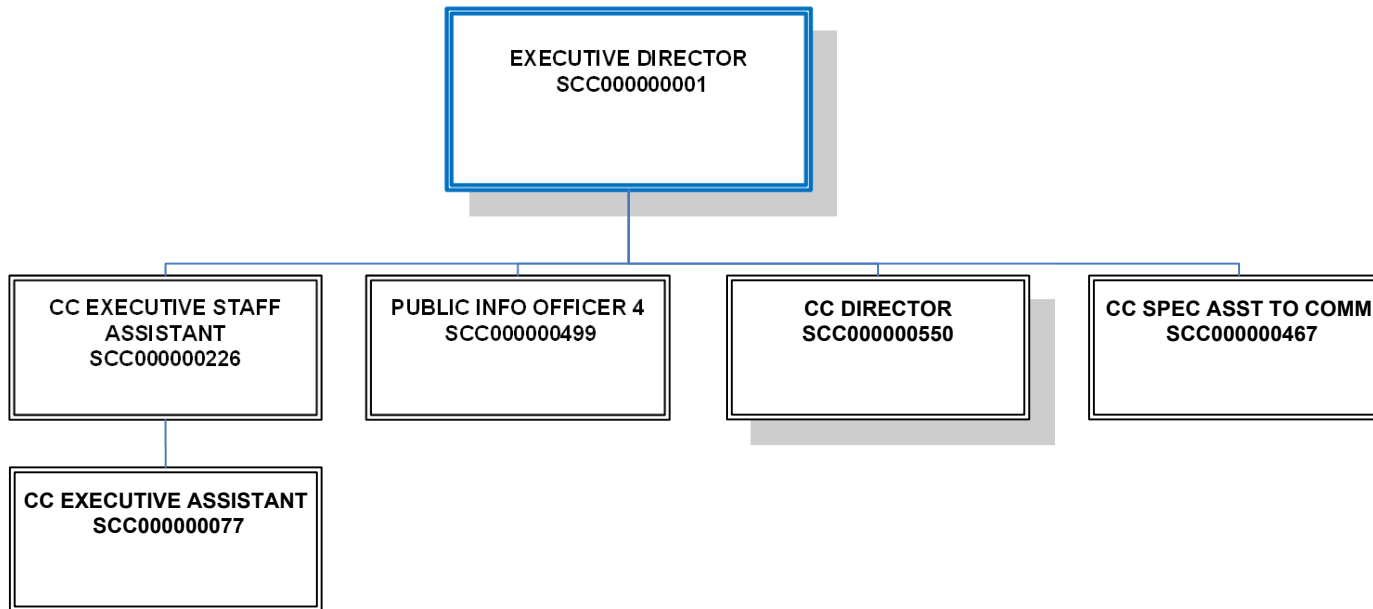 EXECUTIVE DIRECTOR
SCC000000001
CC EXECUTIVE STAFF
ASSISTANT
SCC000000226
PUBLIC INFO OFFICER 4
SCC000000499
CC DIRECTOR
SCC000000550
CC SPEC ASST TO COMM
SCC000000467
CC EXECUTIVE ASSISTANT
SCC000000077